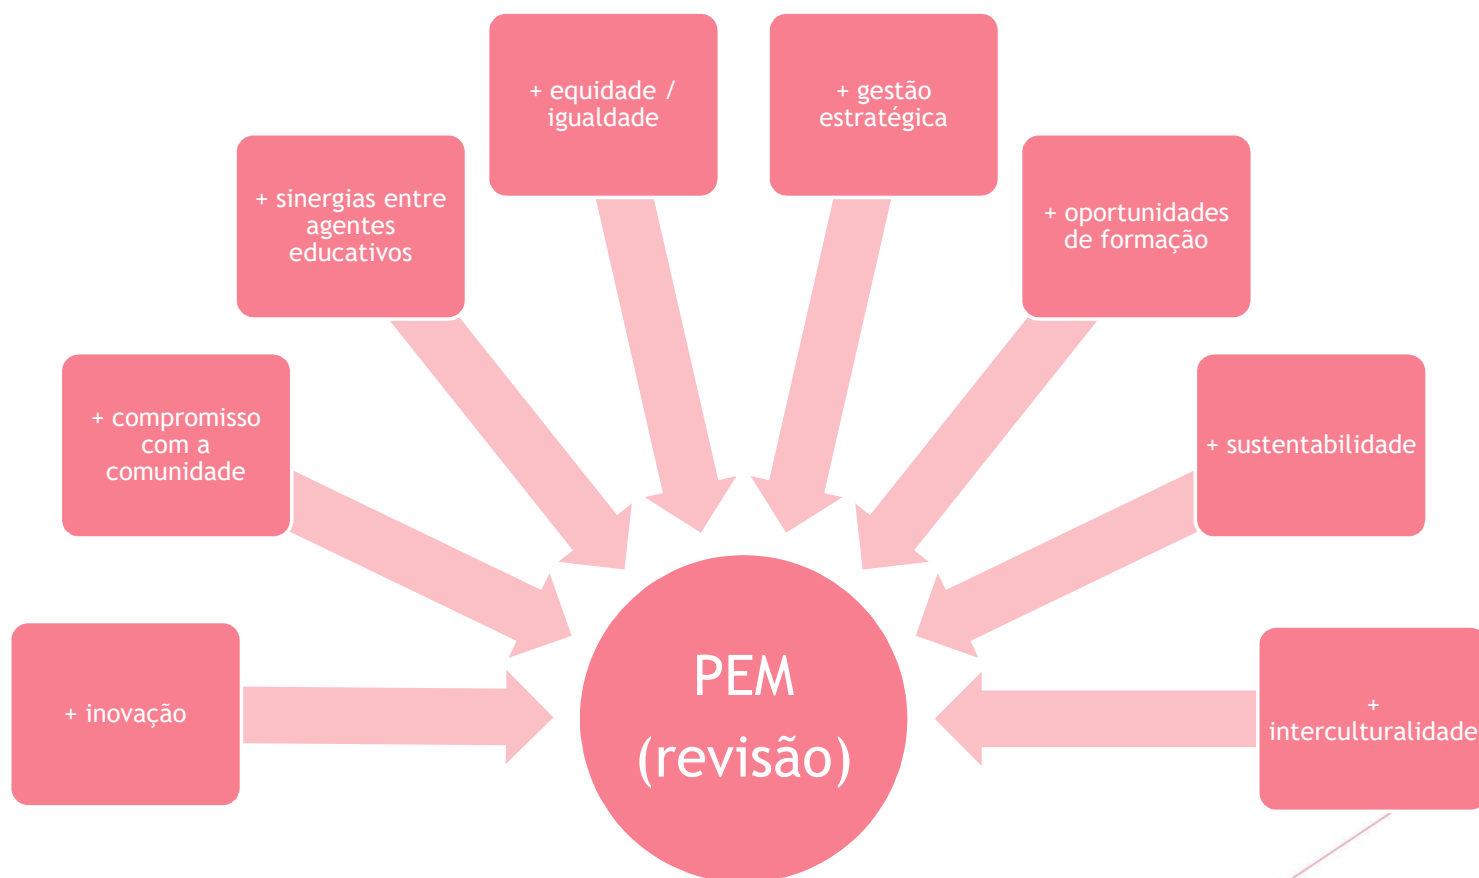 + equidade /
igualdade
+ gestão
estratégica
+ sinergias entre
agentes
educativos
+ oportunidades
de formação
+ compromisso
com a
comunidade
+ sustentabilidade
+ inovação
+
interculturalidade
PEM
(revisão)